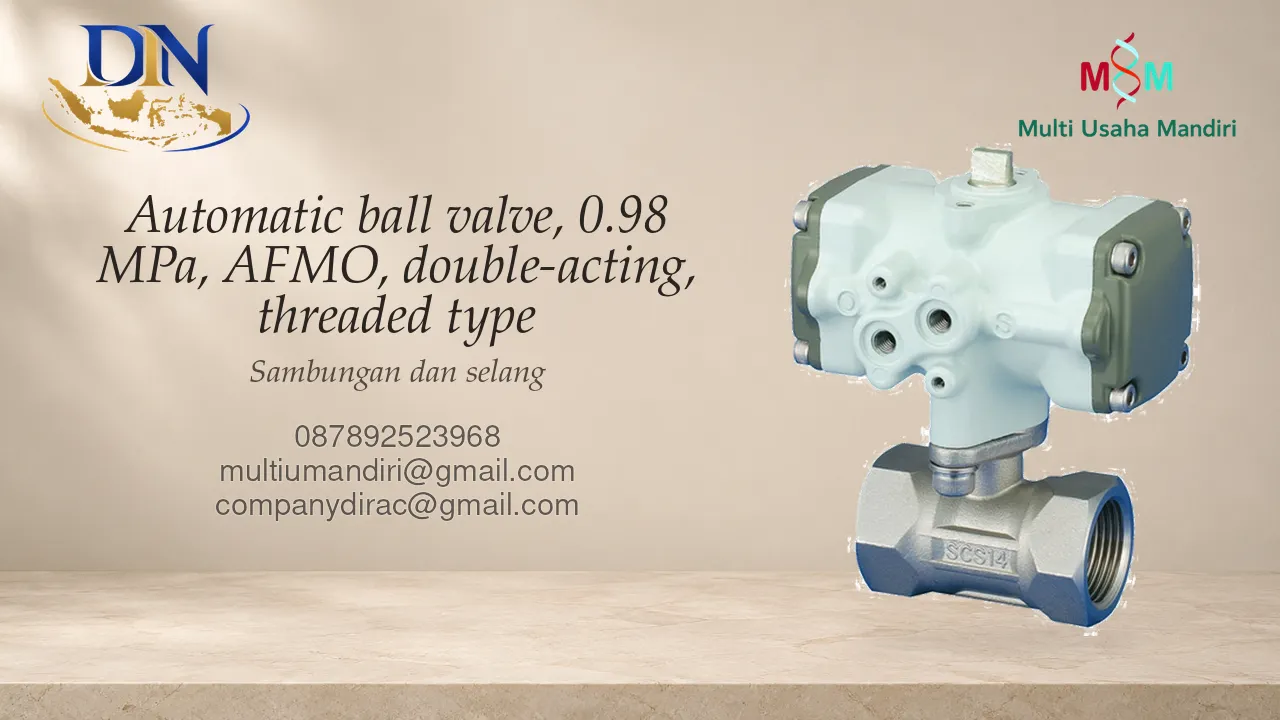 DIN
M M
Multi Usaha Mandiri
Automatic ball valve, 0.98
MPa, AFMO, double-acting,
threaded type
Sambungan dan selang
087892523968
multiumandiri@gmail.com
companydirac@gmail.com
O
S
SCS14